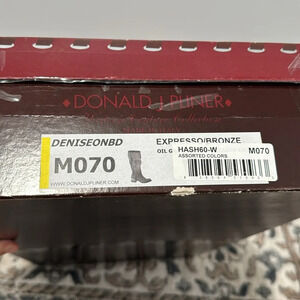 DONALD J PLINER
DENISEONBD
EXPRESSO/BRONZE
M070
OIL G
HASH60-W
M070
ASSORTED COLORS
WWW.DONALDJPLINER.COM